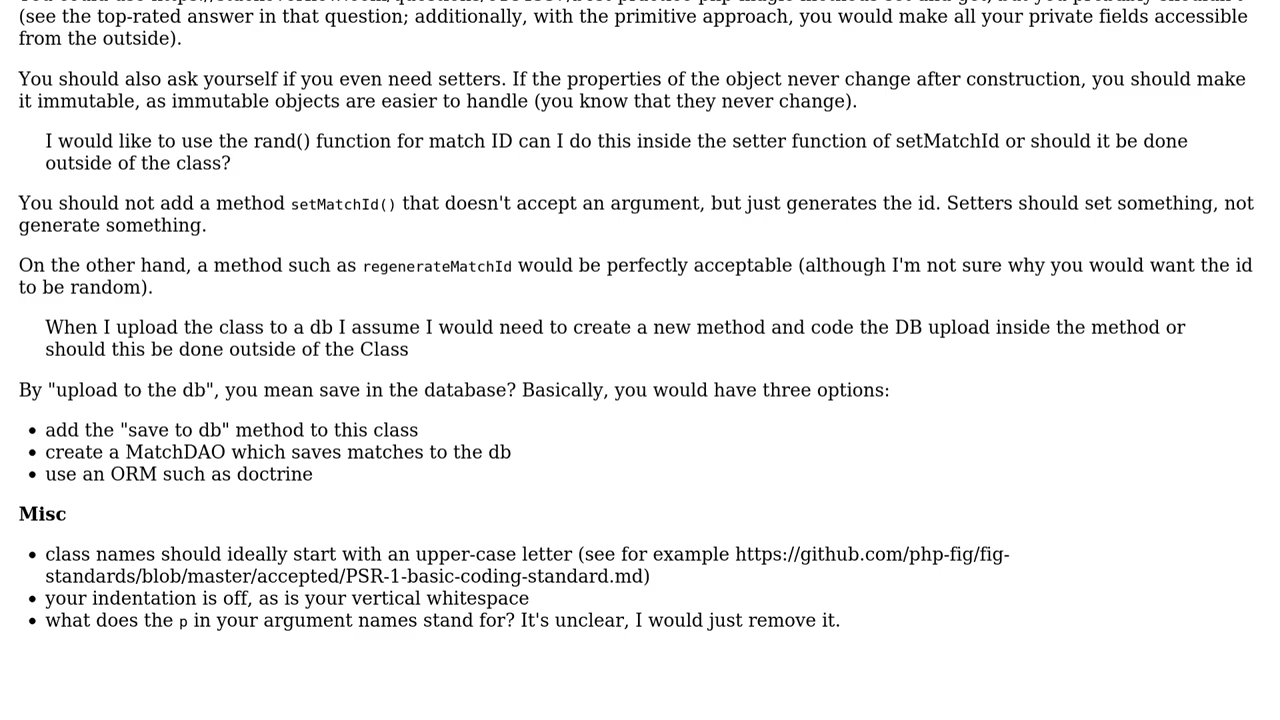 (see the top-rated answer in that question; additionally, with the primitive approach, you would make all your private fields accessible
from the outside).
You should also ask yourself if you even need setters. If the properties of the object never change after construction, you should make
it immutable, as immutable objects are easier to handle (you know that they never change).
I would like to use the rand() function for match ID can I do this inside the setter function of setMatchId or should it be done
outside of the class?
You should not add a method setMatchId() that doesn't accept an argument, but just generates the id. Setters should set something, not
generate something.
On the other hand, a method such as regenerateMatchId would be perfectly acceptable (although I'm not sure why you would want the id
to be random).
When I upload the class to a db I assume I would need to create a new method and code the DB upload inside the method or
should this be done outside of the Class
By "upload to the db", you mean save in the database? Basically, you would have three options:
• add the "save to db" method to this class
• create a MatchDAO which saves matches to the db
• use an ORM such as doctrine
Misc
• class names should ideally start with an upper-case letter (see for example https://github.com/php-fig/fig-
standards/blob/master/accepted/PSR-1-basic-coding-standard.md)
• your indentation is off, as is your vertical whitespace
• what does the p in your argument names stand for? It's unclear, I would just remove it.